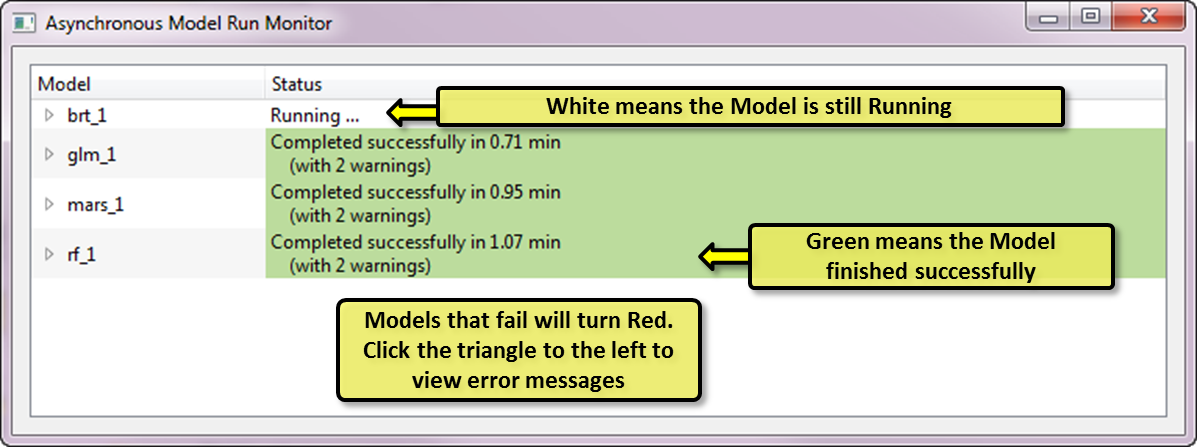 Asynchronous Model Run Monitor
Model Status
brt_1 Running ...
White means the Model is still Running
glm_1 Completed successfully in 0.71 min
(with 2 warnings)
mars_1 Completed successfully in 0.95 min
(with 2 warnings)
rf_1 Completed successfully in 1.07 min
(with 2 warnings)
Green means the Model
finished successfully
Models that fail will turn Red.
Click the triangle to the left to
view error messages